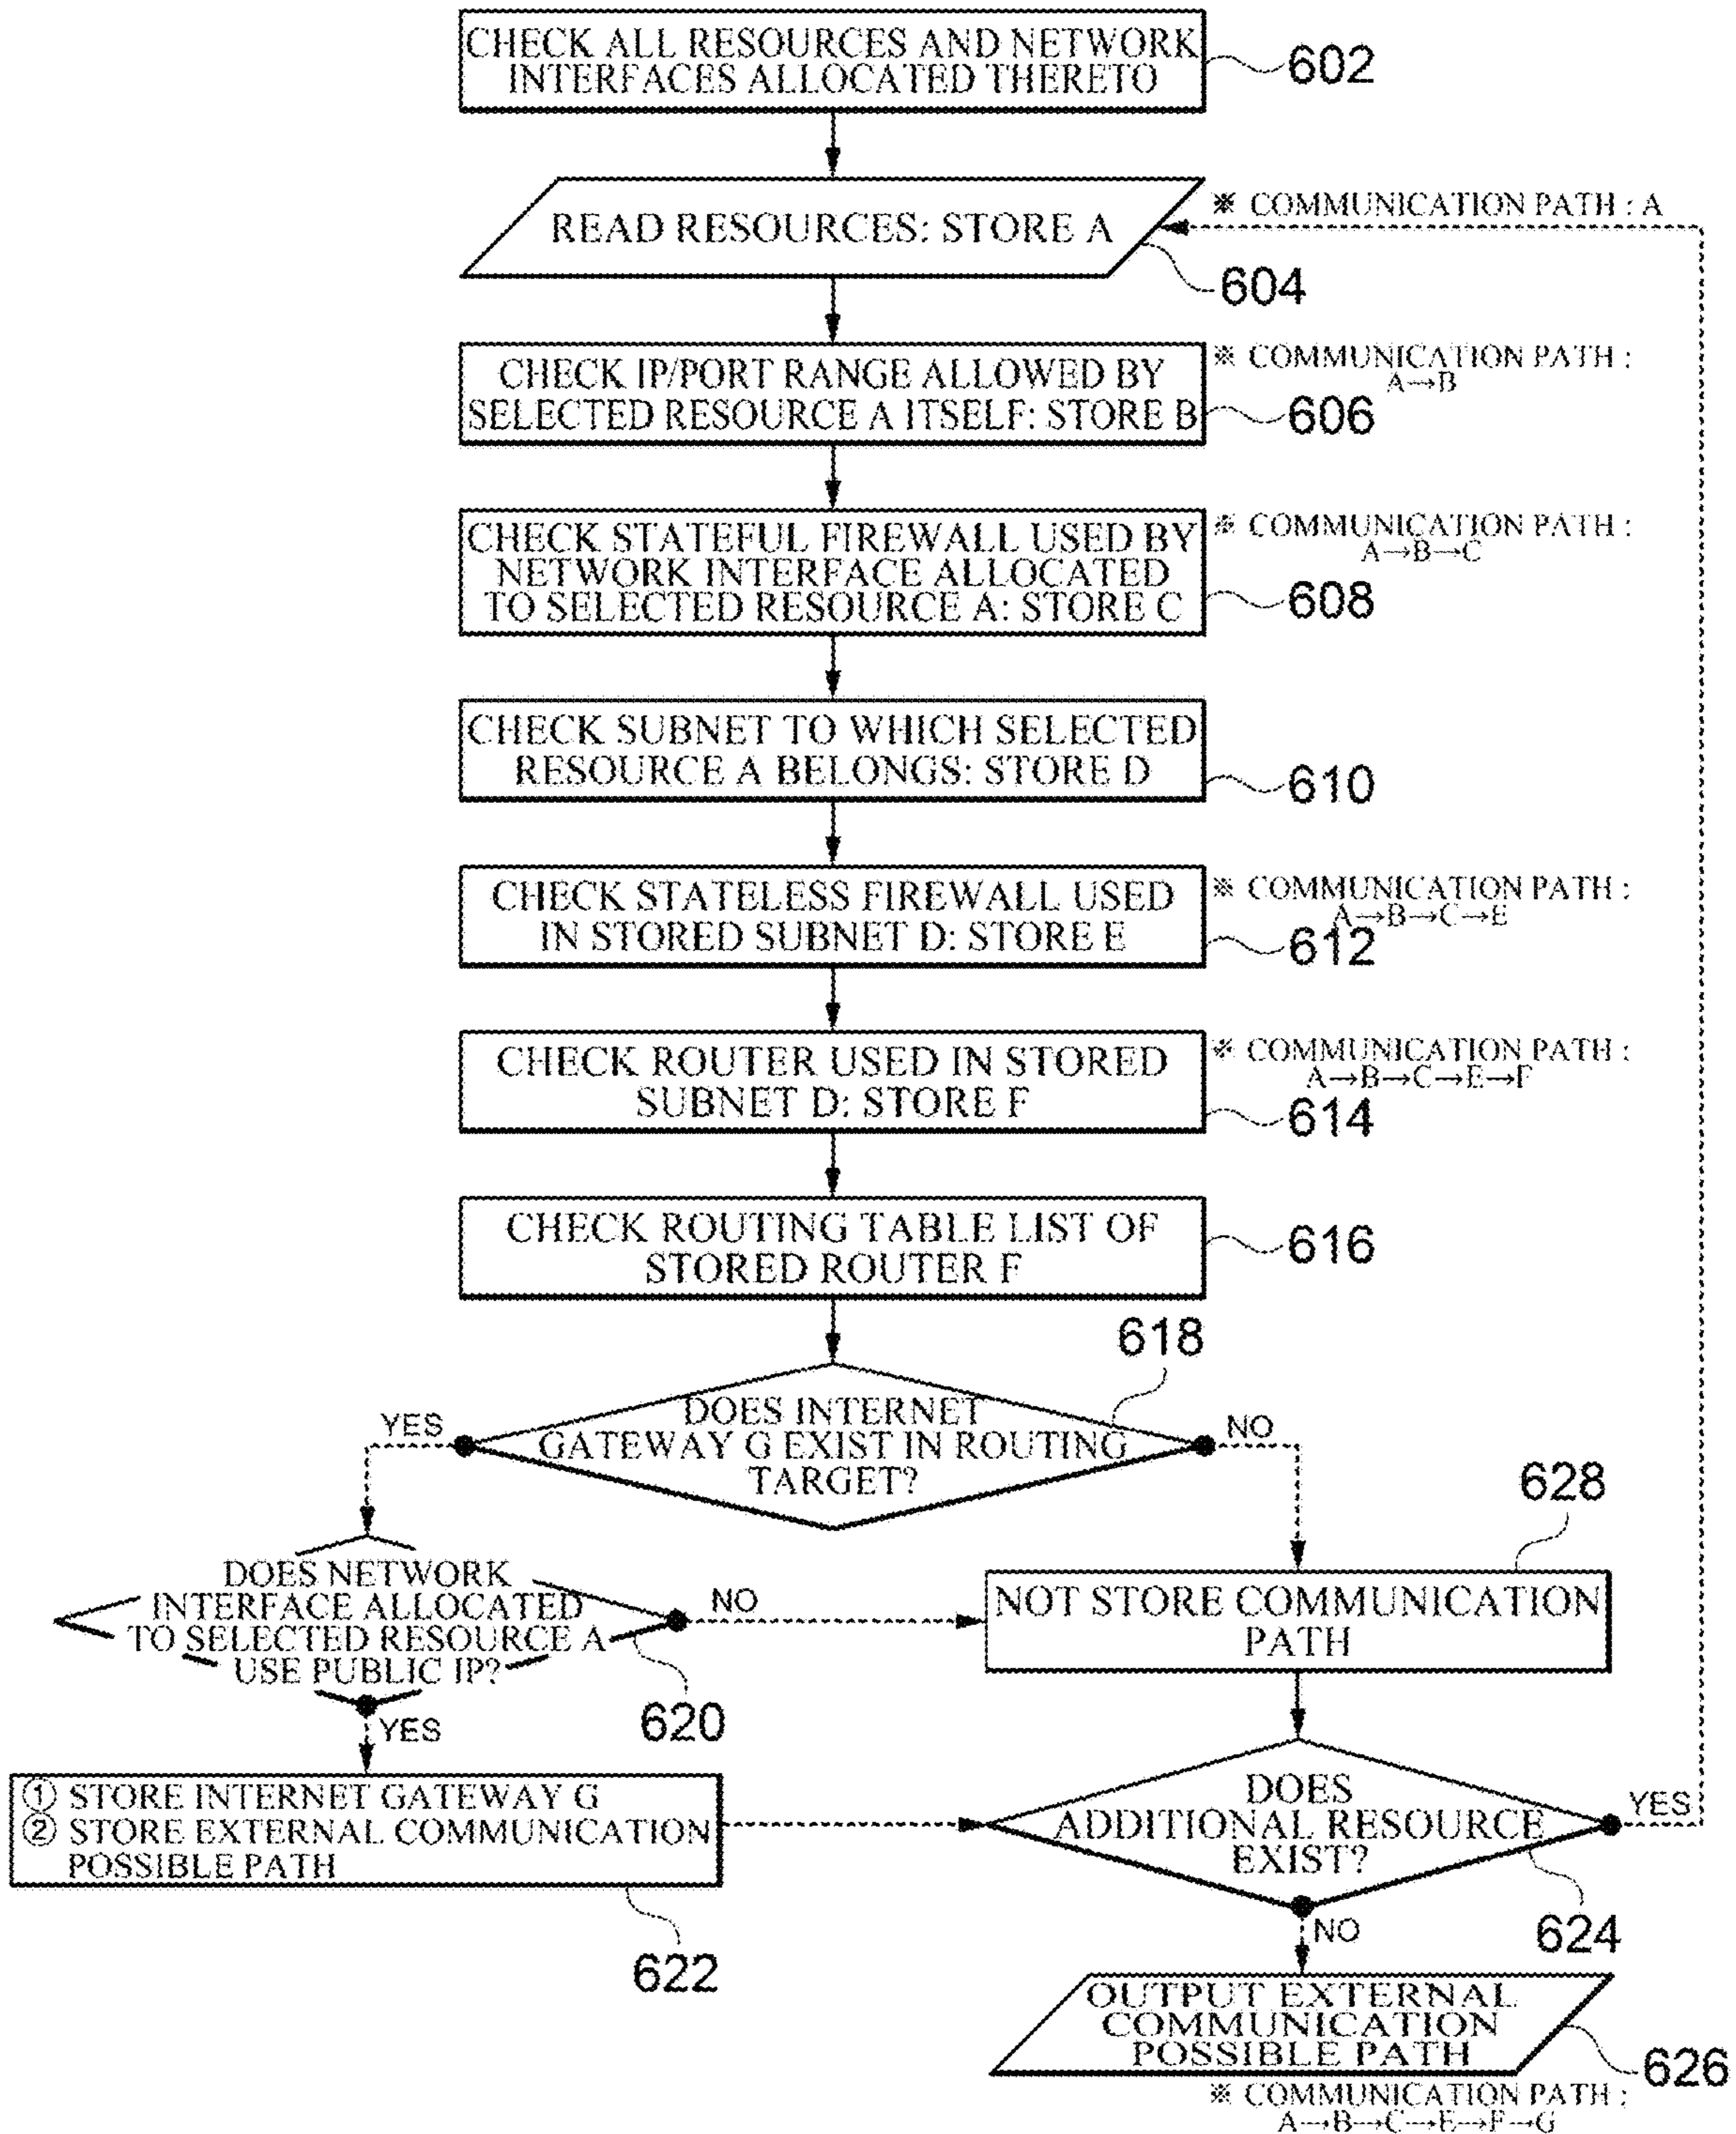 CHECK ALL RESOURCES AND NETWORK
INTERFACES ALLOCATED THERETO
602
READ RESOURCES: STORE A
※ COMMUNICATION PATH : A
604
CHECK IP/PORT RANGE ALLOWED BY
SELECTED RESOURCE A ITSELF: STORE B
※ COMMUNICATION PATH :
A→B
606
CHECK STATEFUL FIREWALL USED BY
NETWORK INTERFACE ALLOCATED
TO SELECTED RESOURCE A: STORE C
※ COMMUNICATION PATH :
A→B→C
608
CHECK SUBNET TO WHICH SELECTED
RESOURCE A BELONGS: STORE D
610
CHECK STATELESS FIREWALL USED
IN STORED SUBNET D: STORE E
※ COMMUNICATION PATH :
A→B→C→E
612
CHECK ROUTER USED IN STORED
SUBNET D: STORE F
※ COMMUNICATION PATH :
A→B→C→E→F
614
CHECK ROUTING TABLE LIST OF
STORED ROUTER F
616
618
DOES INTERNET
GATEWAY G EXIST IN ROUTING
TARGET?
YES
NO
628
DOES NETWORK
INTERFACE ALLOCATED
TO SELECTED RESOURCE A
USE PUBLIC IP?
NO
620
YES
NOT STORE COMMUNICATION
PATH
① STORE INTERNET GATEWAY G
② STORE EXTERNAL COMMUNICATION
POSSIBLE PATH
622
DOES
ADDITIONAL RESOURCE
EXIST?
YES
624
NO
OUTPUT EXTERNAL
COMMUNICATION
POSSIBLE PATH
626
※ COMMUNICATION PATH :
A→B→C→E→F→G